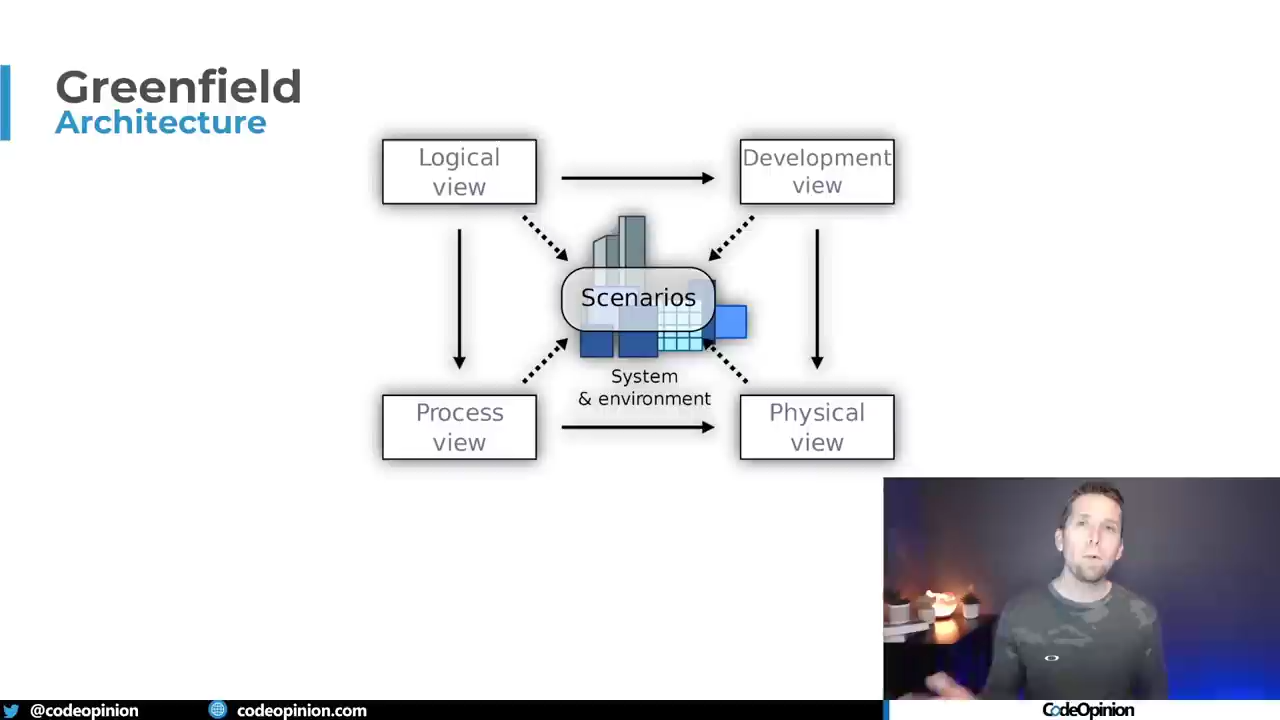 Greenfield
Architecture
Logical
view
Development
view
Scenarios
System
& environment
Process
view
Physical
view
@codeopinion
codeopinion.com
CodeOpinion